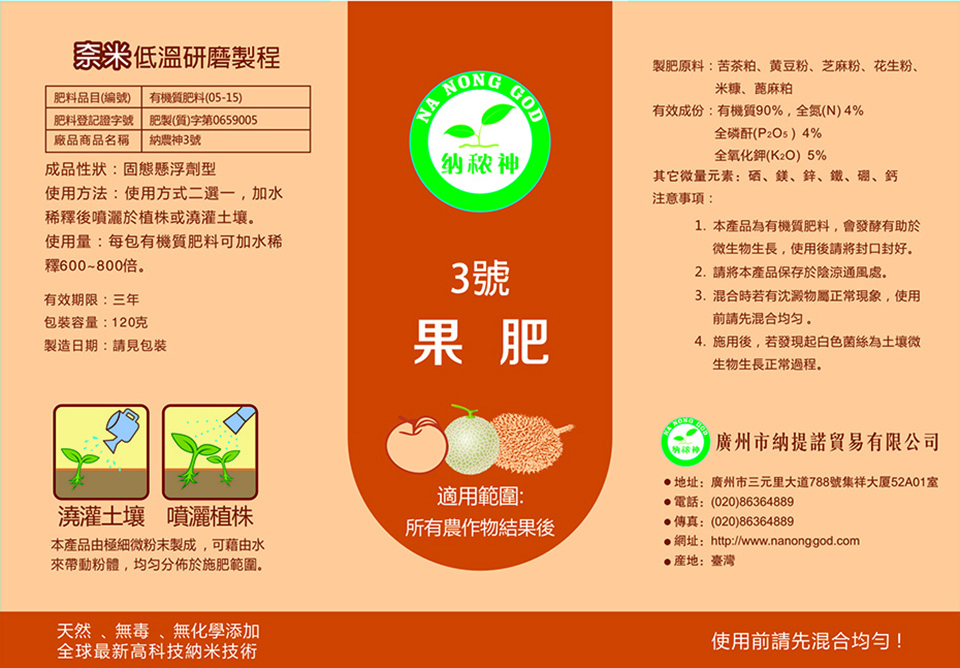 奈米低溫研磨製程
肥料品目(編號) 有機質肥料(05-15)
肥料登記證字號 肥製(質)字第0659005
廠品商品名稱 納農神3號
成品性狀：固態懸浮劑型
使用方法：使用方式二選一，加水
稀釋後噴灑於植株或澆灌土壤。
使用量：每包有機質肥料可加水稀
釋600~800倍。
有效期限：三年
包裝容量：120克
製造日期：請見包裝
澆灌土壤 噴灑植株
本產品由極細微粉末製成，可藉由水
來帶動粉體，均勻分佈於施肥範圍。
天然、無毒、無化學添加
全球最新高科技納米技術
NA NONG GOD
纳秾神
3號
果 肥
適用範圍:
所有農作物結果後
製肥原料：苦茶粕、黄豆粉、芝麻粉、花生粉、
米糠、蓖麻粕
有效成份：有機質90%，全氮(N) 4%
全磷酐(P2O5) 4%
全氧化鉀(K2O) 5%
其它微量元素：硒、鎂、鋅、鐵、硼、鈣
注意事項：
1. 本產品為有機質肥料，會發酵有助於
微生物生長，使用後請將封口封好。
2. 請將本產品保存於陰涼通風處。
3. 混合時若有沈澱物屬正常現象，使用
前請先混合均勻。
4. 施用後，若發現起白色菌絲為土壤微
生物生長正常過程。
NA NONG GOD
纳秾神
廣州市纳提諾貿易有限公司
●地址：廣州市三元里大道788號集祥大厦52A01室
●電話：(020)86364889
●傳真：(020)86364889
●網址：http://www.nanonggod.com
●産地：臺灣
使用前請先混合均勻！